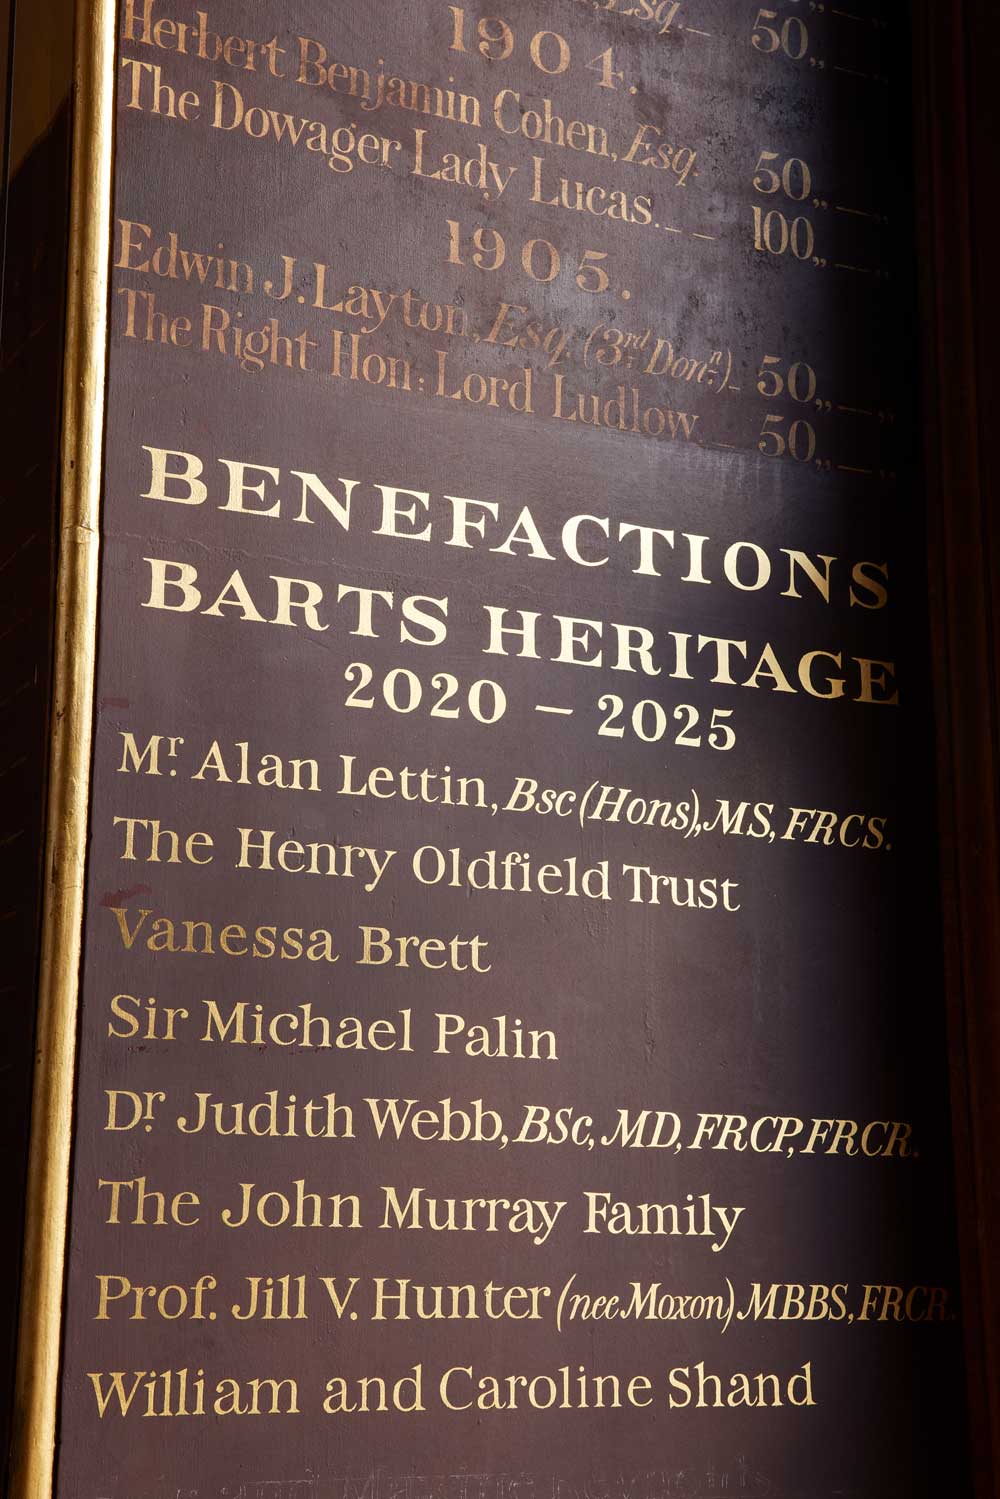 Esq. 50,,
1904.
Herbert Benjamin Cohen, Esq. 50,,
The Dowager Lady Lucas. 100,,
1905.
Edwin J. Layton, Esq. (3rd Donn.) 50,,
The Right Hon: Lord Ludlow. 50,,
BENEFACTIONS
BARTS HERITAGE
2020 – 2025
Mr. Alan Lettin, Bsc (Hons), MS, FRCS.
The Henry Oldfield Trust
Vanessa Brett
Sir Michael Palin
Dr. Judith Webb, BSc, MD, FRCP, FRCR.
The John Murray Family
Prof. Jill V. Hunter (nee Moxon) MBBS, FRCR.
William and Caroline Shand